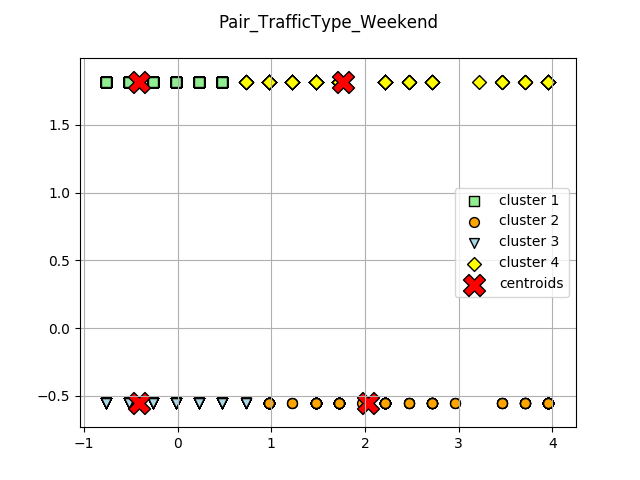 Pair_TrafficType_Weekend
1.5
1.0
0.5
0.0
−0.5
−1
0
1
2
3
4
cluster 1
cluster 2
cluster 3
cluster 4
centroids